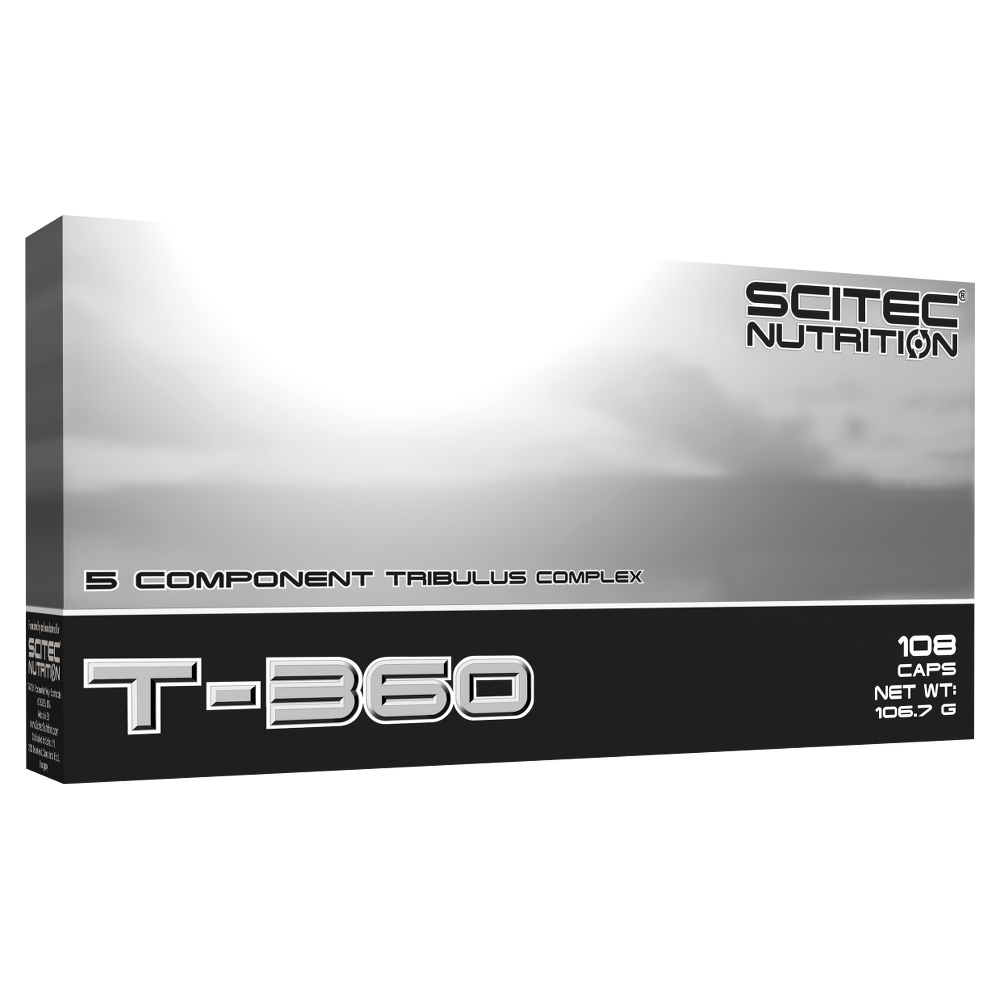 SCITEC®
NUTRITION
5 COMPONENT TRIBULUS COMPLEX
T-360
108
CAPS
NET WT:
106.7 G
SCITEC
NUTRITION